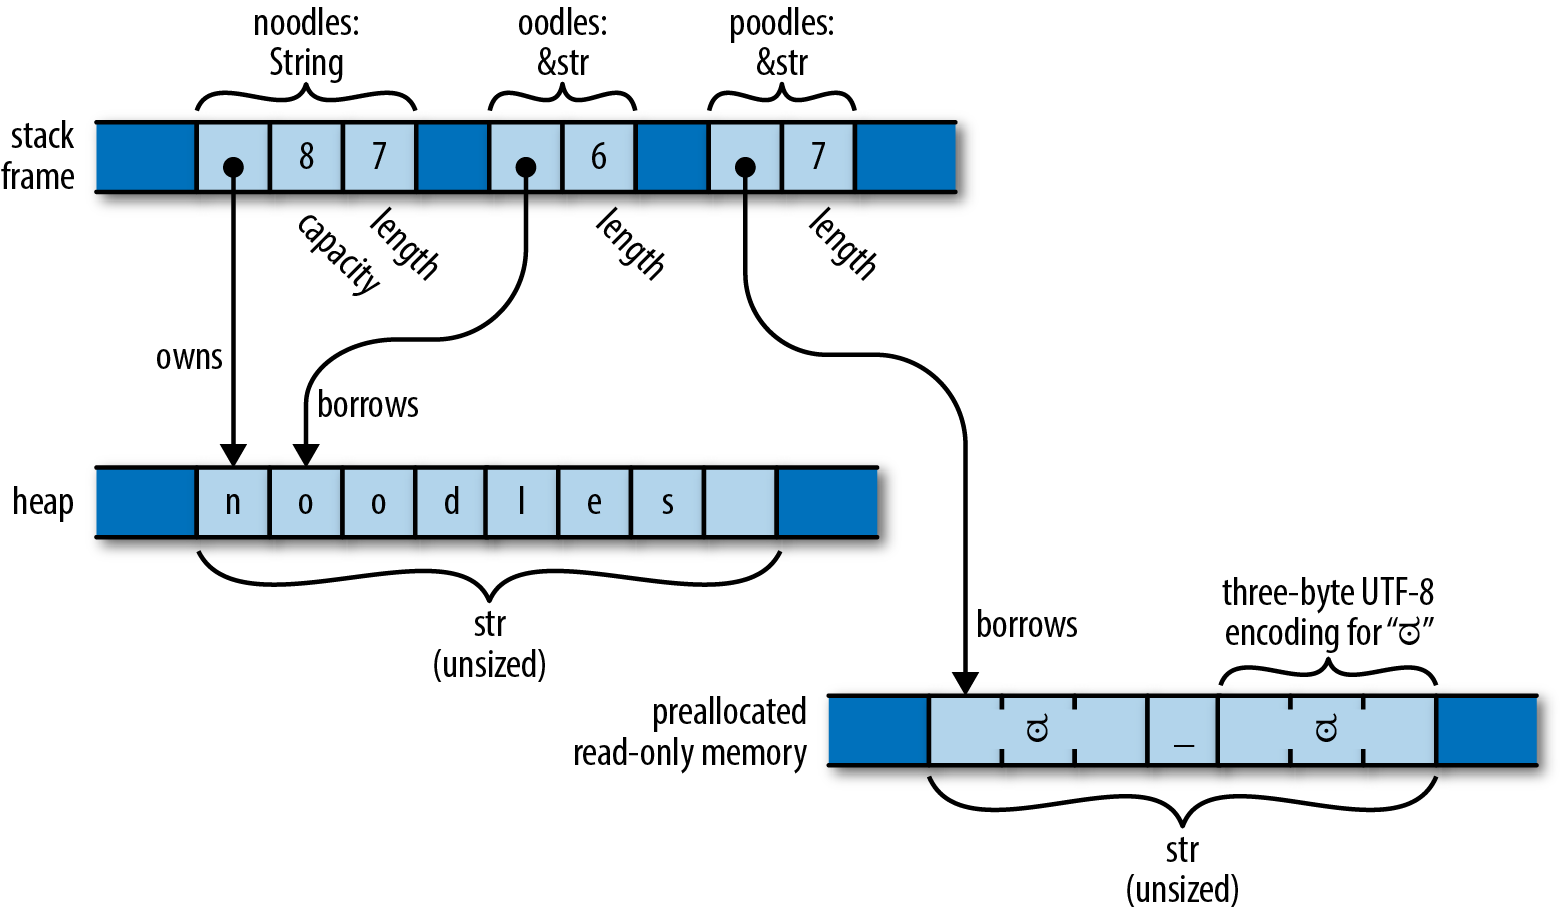 noodles:
String
oodles:
&str
poodles:
&str
stack
frame
8 7 6 7
capacity
length
length
length
owns
borrows
heap
n o o d l e s
str
(unsized)
borrows
three-byte UTF-8
encoding for “ಠ”
preallocated
read-only memory
ಠ _ ಠ
str
(unsized)